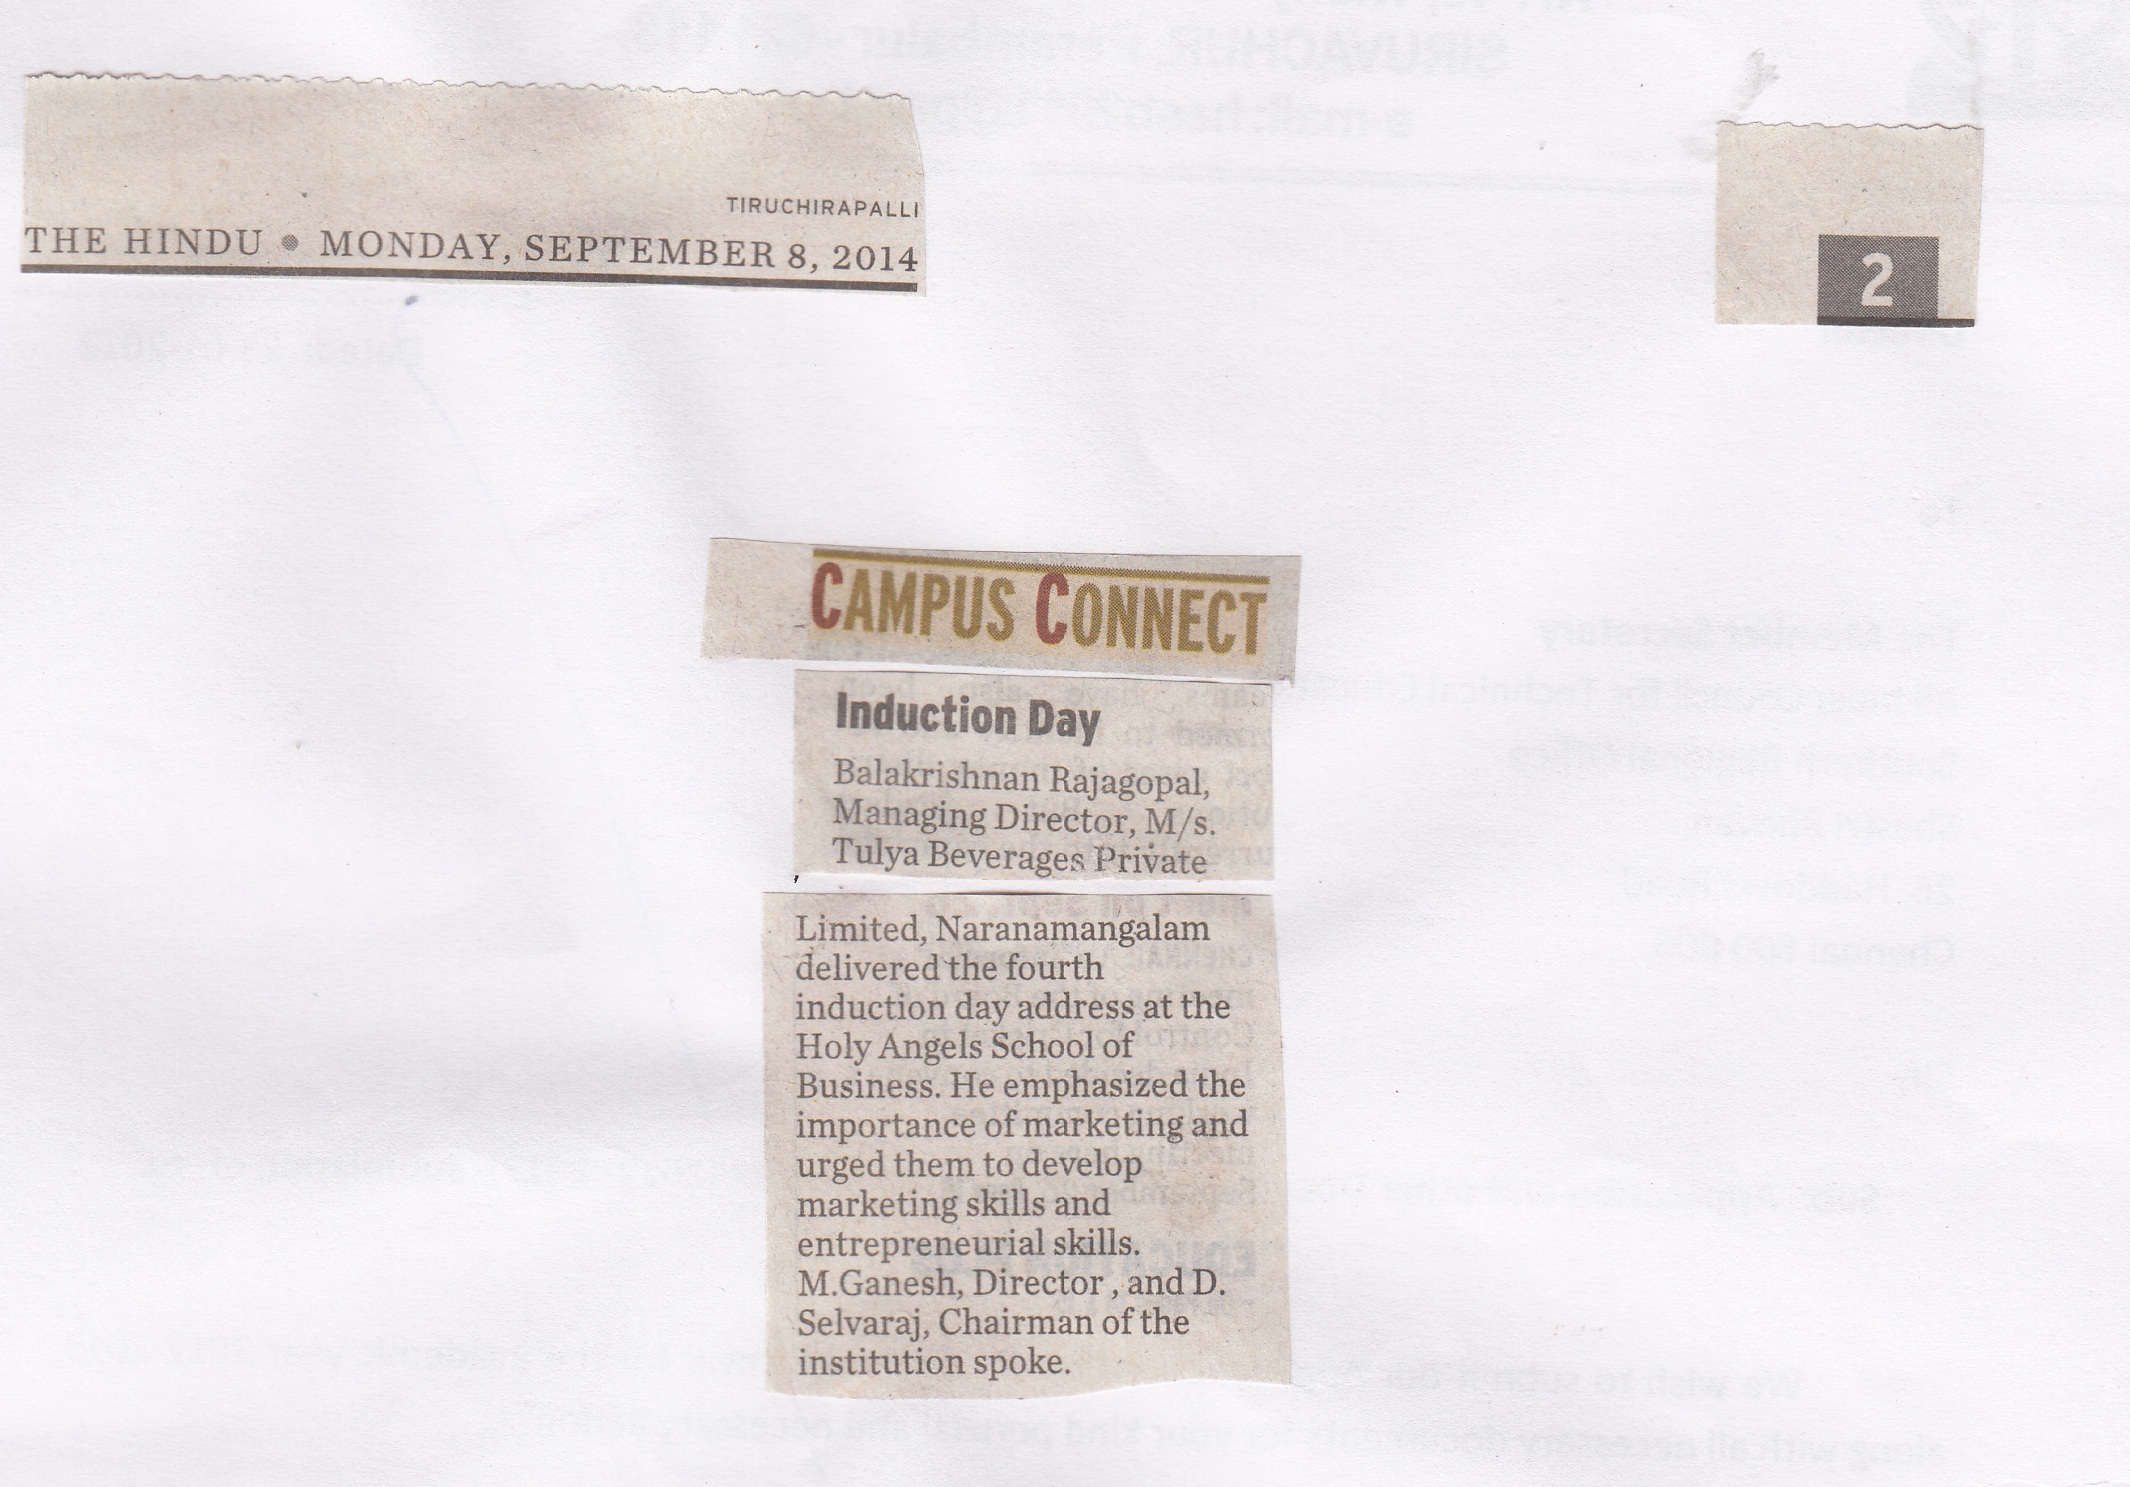 TIRUCHIRAPALLI
THE HINDU • MONDAY, SEPTEMBER 8, 2014
2
CAMPUS CONNECT
Induction Day
Balakrishnan Rajagopal,
Managing Director, M/s.
Tulya Beverages Private
Limited, Naranamangalam
delivered the fourth
induction day address at the
Holy Angels School of
Business. He emphasized the
importance of marketing and
urged them to develop
marketing skills and
entrepreneurial skills.
M.Ganesh, Director , and D.
Selvaraj, Chairman of the
institution spoke.